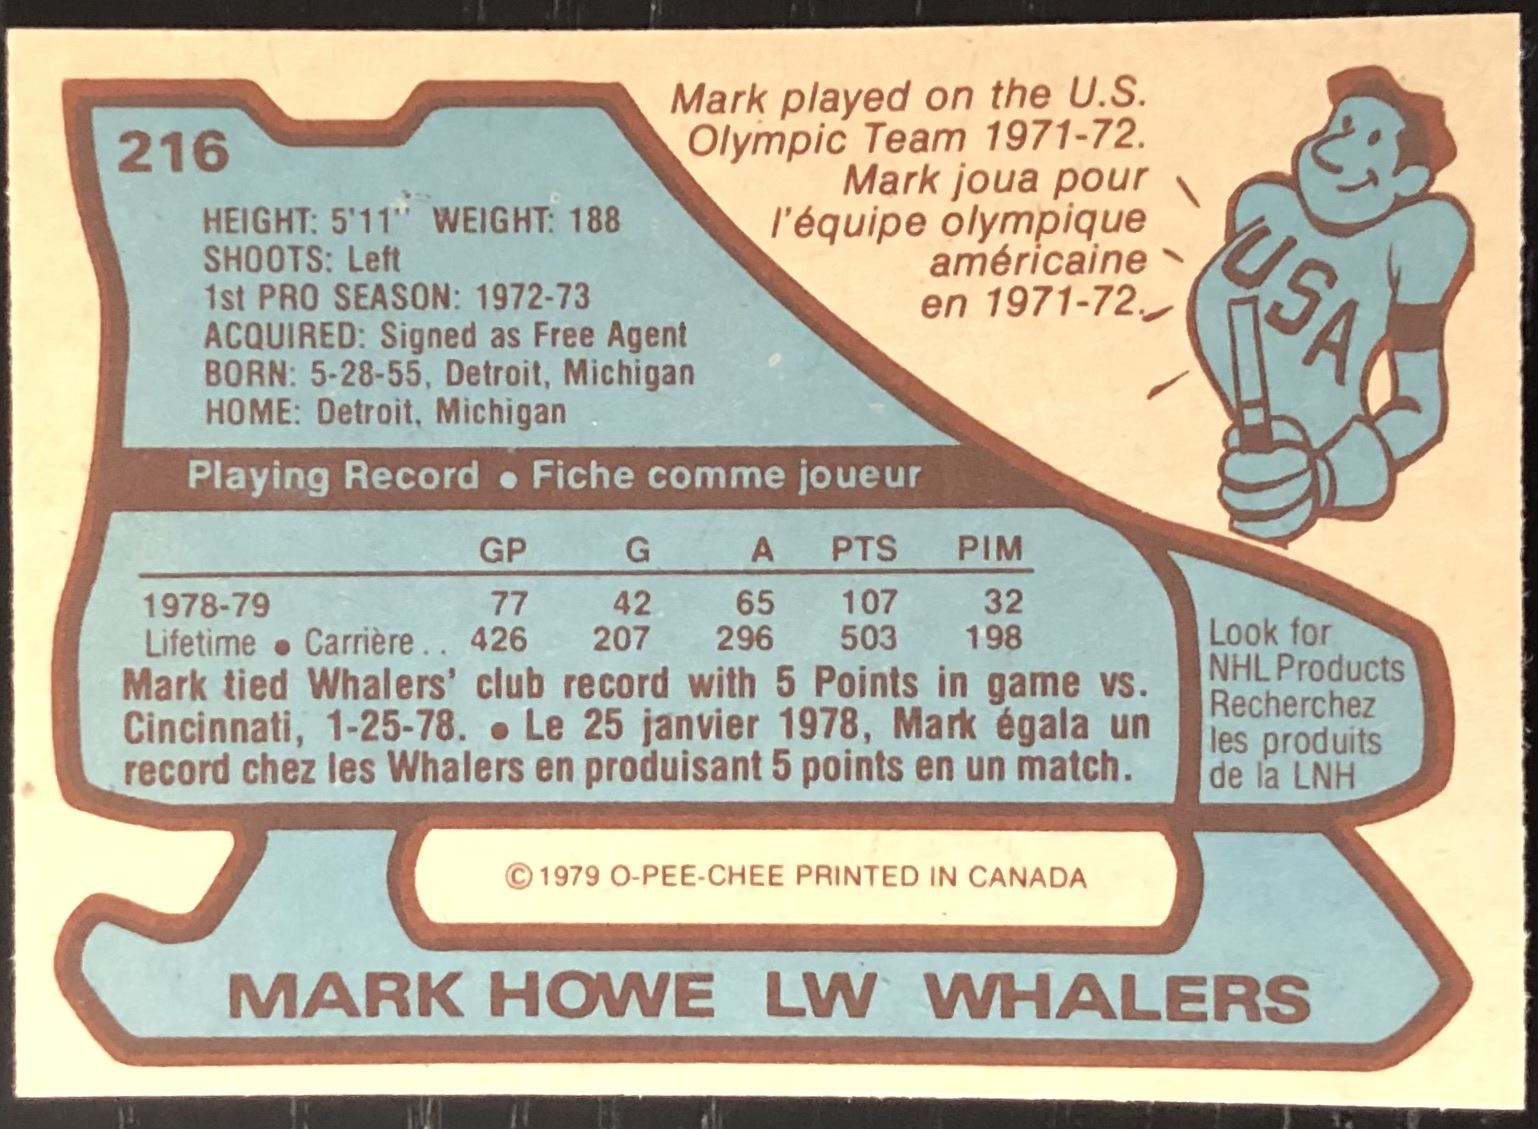 216
Mark played on the U.S.
Olympic Team 1971-72.
Mark joua pour
l'équipe olympique
américaine
en 1971-72.
USA
HEIGHT: 5'11" WEIGHT: 188
SHOOTS: Left
1st PRO SEASON: 1972-73
ACQUIRED: Signed as Free Agent
BORN: 5-28-55, Detroit, Michigan
HOME: Detroit, Michigan
Playing Record • Fiche comme joueur
GP G A PTS PIM
1978-79 77 42 65 107 32
Lifetime • Carrière . . 426 207 296 503 198
Mark tied Whalers' club record with 5 Points in game vs.
Cincinnati, 1-25-78. • Le 25 janvier 1978, Mark égala un
record chez les Whalers en produisant 5 points en un match.
Look for
NHL Products
Recherchez
les produits
de la LNH
© 1979 O-PEE-CHEE PRINTED IN CANADA
MARK HOWE LW WHALERS